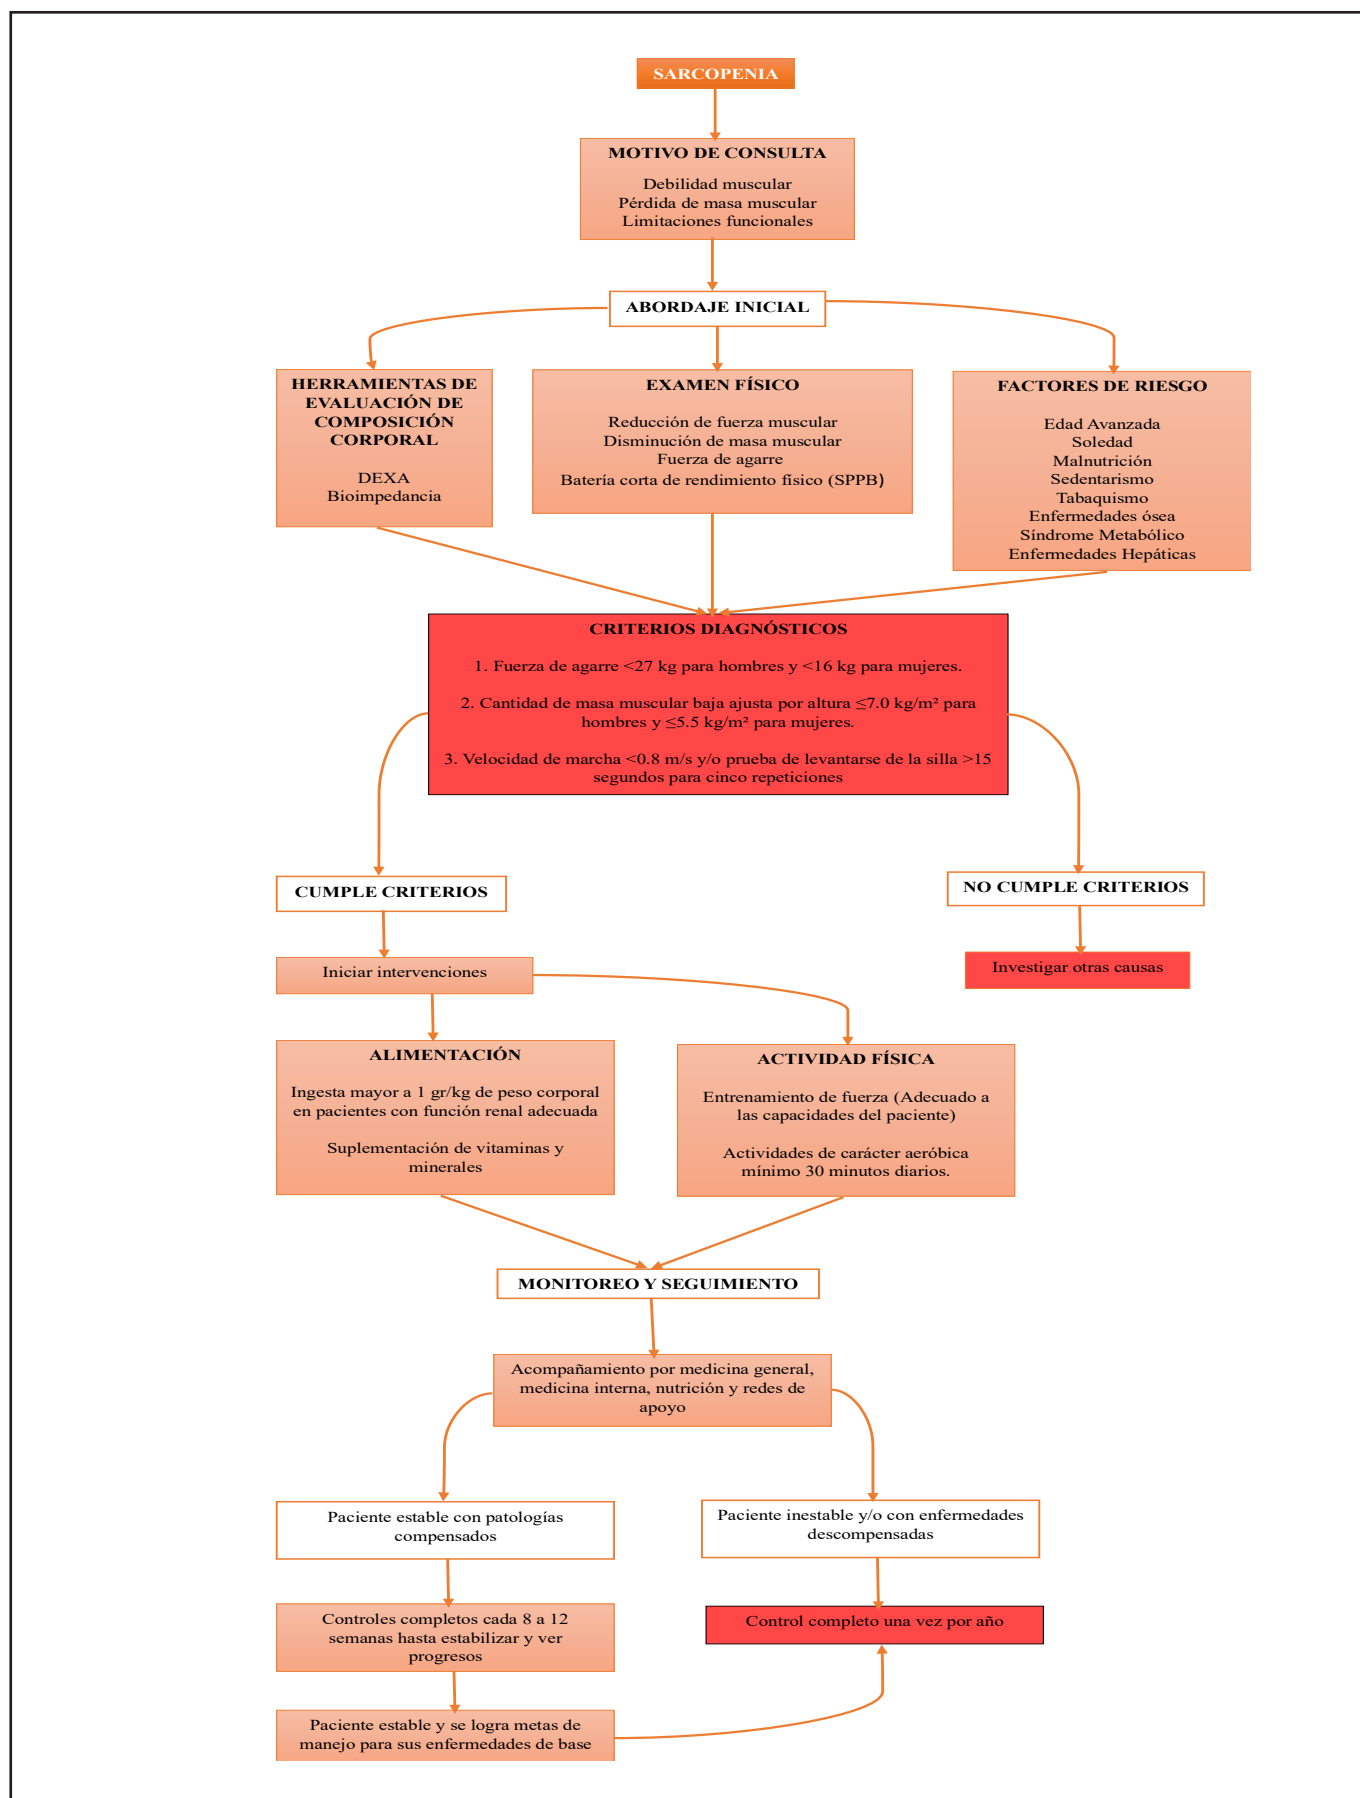 SARCOPENIA
MOTIVO DE CONSULTA
Debilidad muscular
Pérdida de masa muscular
Limitaciones funcionales
ABORDAJE INICIAL
HERRAMIENTAS DE
EVALUACIÓN DE
COMPOSICIÓN
CORPORAL
DEXA
Bioimpedancia
EXAMEN FÍSICO
Reducción de fuerza muscular
Disminución de masa muscular
Fuerza de agarre
Batería corta de rendimiento físico (SPPB)
FACTORES DE RIESGO
Edad Avanzada
Soledad
Malnutrición
Sedentarismo
Tabaquismo
Enfermedades ósea
Síndrome Metabólico
Enfermedades Hepáticas
CRITERIOS DIAGNÓSTICOS
1. Fuerza de agarre <27 kg para hombres y <16 kg para mujeres.
2. Cantidad de masa muscular baja ajusta por altura ≤7.0 kg/m² para
hombres y ≤5.5 kg/m² para mujeres.
3. Velocidad de marcha <0.8 m/s y/o prueba de levantarse de la silla >15
segundos para cinco repeticiones
CUMPLE CRITERIOS
NO CUMPLE CRITERIOS
Iniciar intervenciones
Investigar otras causas
ALIMENTACIÓN
Ingesta mayor a 1 gr/kg de peso corporal
en pacientes con función renal adecuada
Suplementación de vitaminas y
minerales
ACTIVIDAD FÍSICA
Entrenamiento de fuerza (Adecuado a
las capacidades del paciente)
Actividades de carácter aeróbica
mínimo 30 minutos diarios.
MONITOREO Y SEGUIMIENTO
Acompañamiento por medicina general,
medicina interna, nutrición y redes de
apoyo
Paciente estable con patologías
compensados
Paciente inestable y/o con enfermedades
descompensadas
Controles completos cada 8 a 12
semanas hasta estabilizar y ver
progresos
Control completo una vez por año
Paciente estable y se logra metas de
manejo para sus enfermedades de base